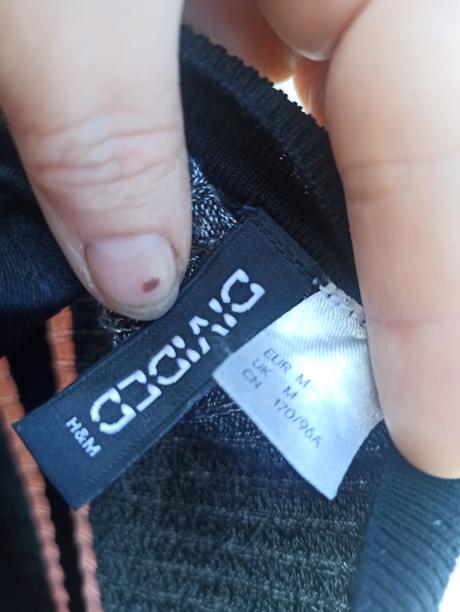 DIVIDED
H&M
EUR M
UK M
CN 170/96A